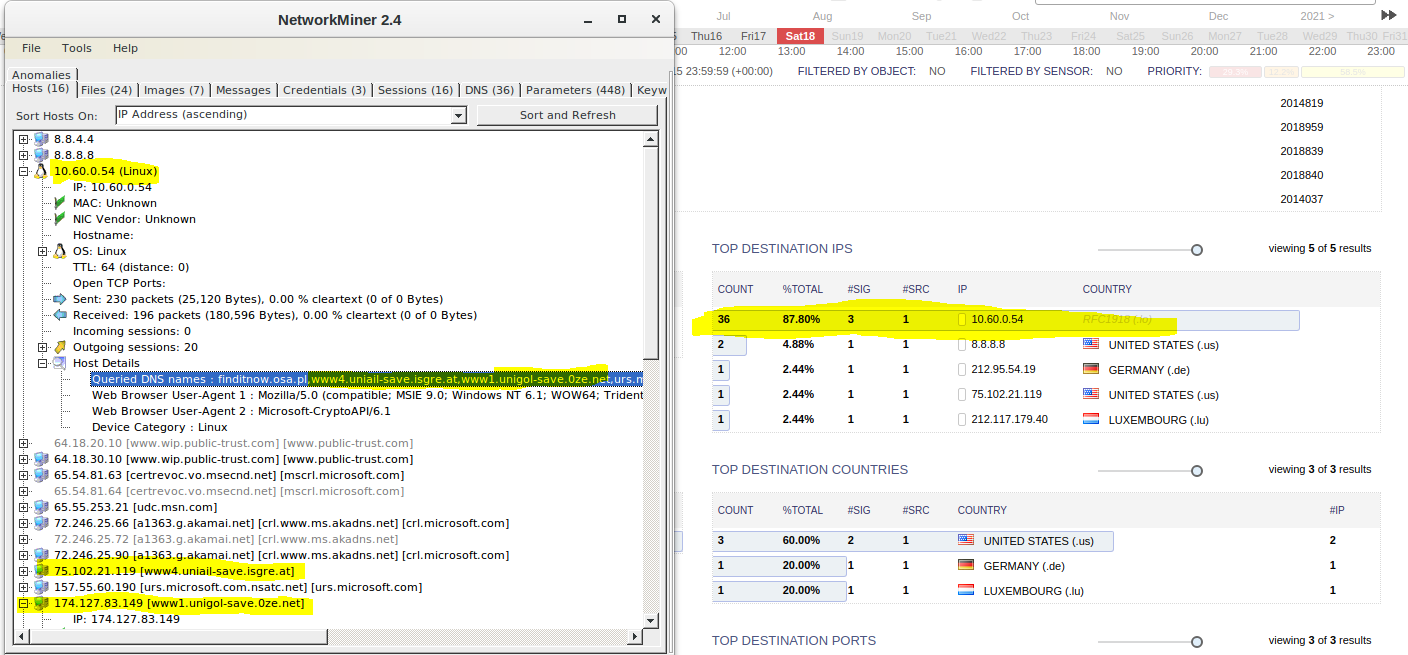 NetworkMiner 2.4
File Tools Help
Anomalies
Hosts (16) Files (24) Images (7) Messages Credentials (3) Sessions (16) DNS (36) Parameters (448) Keyw
Sort Hosts On: IP Address (ascending) Sort and Refresh
8.8.4.4
8.8.8.8
10.60.0.54 (Linux)
IP: 10.60.0.54
MAC: Unknown
NIC Vendor: Unknown
Hostname:
OS: Linux
TTL: 64 (distance: 0)
Open TCP Ports:
Sent: 230 packets (25,120 Bytes), 0.00 % cleartext (0 of 0 Bytes)
Received: 196 packets (180,596 Bytes), 0.00 % cleartext (0 of 0 Bytes)
Incoming sessions: 0
Outgoing sessions: 20
Host Details
Queried DNS names : finditnow.osa.pl,www4.uniail-save.isgre.at,www1.unigol-save.0ze.net,urs.n
Web Browser User-Agent 1 : Mozilla/5.0 (compatible; MSIE 9.0; Windows NT 6.1; WOW64; Trident
Web Browser User-Agent 2 : Microsoft-CryptoAPI/6.1
Device Category : Linux
64.18.20.10 [www.wip.public-trust.com] [www.public-trust.com]
64.18.30.10 [www.wip.public-trust.com] [www.public-trust.com]
65.54.81.63 [certrevoc.vo.msecnd.net] [mscrl.microsoft.com]
65.54.81.64 [certrevoc.vo.msecnd.net] [mscrl.microsoft.com]
65.55.253.21 [udc.msn.com]
72.246.25.66 [a1363.g.akamai.net] [crl.www.ms.akadns.net] [crl.microsoft.com]
72.246.25.72 [a1363.g.akamai.net] [crl.www.ms.akadns.net]
72.246.25.90 [a1363.g.akamai.net] [crl.www.ms.akadns.net] [crl.microsoft.com]
75.102.21.119 [www4.uniail-save.isgre.at]
157.55.60.190 [urs.microsoft.com.nsatc.net] [urs.microsoft.com]
174.127.83.149 [www1.unigol-save.0ze.net]
IP: 174.127.83.149
Jul Aug Sep Oct Nov Dec 2021 >
Thu16 Fri17 Sat18 Sun19 Mon20 Tue21 Wed22 Thu23 Fri24 Sat25 Sun26 Mon27 Tue28 Wed29 Thu30 Fri31
:00 12:00 13:00 14:00 15:00 16:00 17:00 18:00 19:00 20:00 21:00 22:00 23:00
15 23:59:59 (+00:00) FILTERED BY OBJECT: NO FILTERED BY SENSOR: NO PRIORITY:
2014819
2018959
2018839
2018840
2014037
TOP DESTINATION IPS viewing 5 of 5 results
COUNT %TOTAL #SIG #SRC IP COUNTRY
36 87.80% 3 1 10.60.0.54 RFC1918 (.lo)
2 4.88% 1 1 8.8.8.8 UNITED STATES (.us)
1 2.44% 1 1 212.95.54.19 GERMANY (.de)
1 2.44% 1 1 75.102.21.119 UNITED STATES (.us)
1 2.44% 1 1 212.117.179.40 LUXEMBOURG (.lu)
TOP DESTINATION COUNTRIES viewing 3 of 3 results
COUNT %TOTAL #SIG #SRC COUNTRY #IP
3 60.00% 2 1 UNITED STATES (.us) 2
1 20.00% 1 1 GERMANY (.de) 1
1 20.00% 1 1 LUXEMBOURG (.lu) 1
TOP DESTINATION PORTS viewing 3 of 3 results